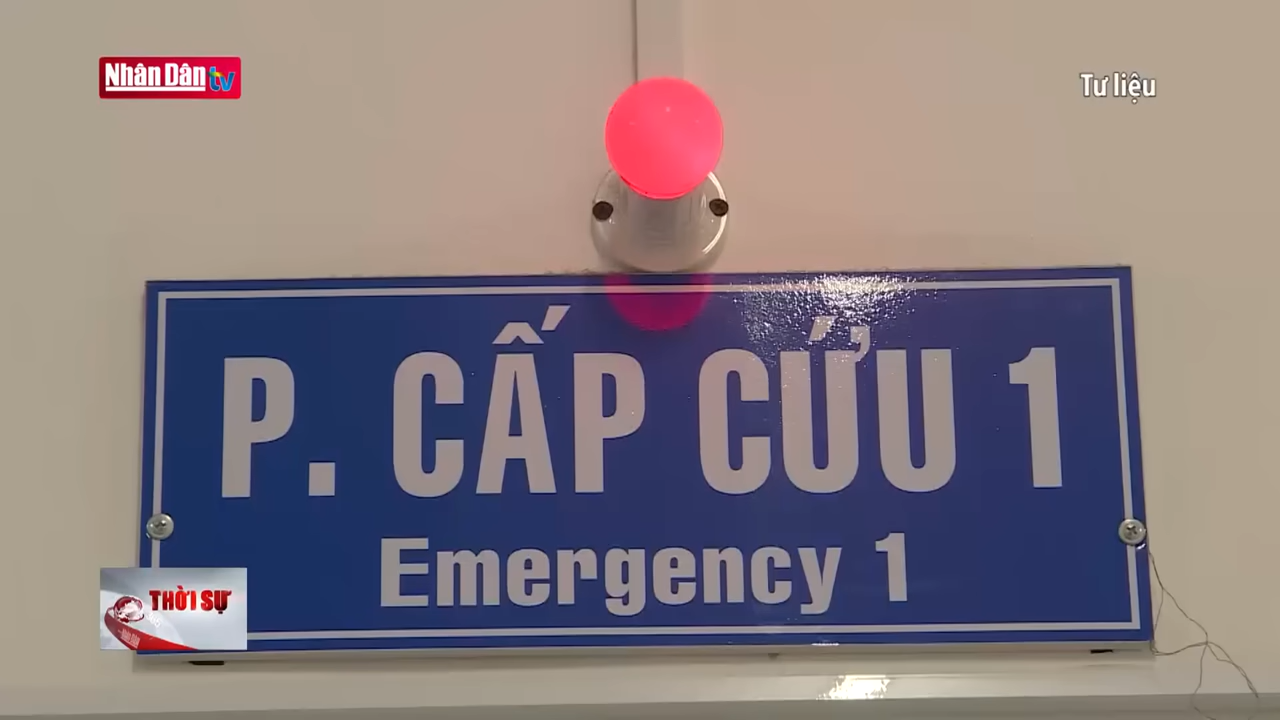 Nhân Dân tv
Tư liệu
P. CẤP CỨU 1
Emergency 1
THỜI SỰ